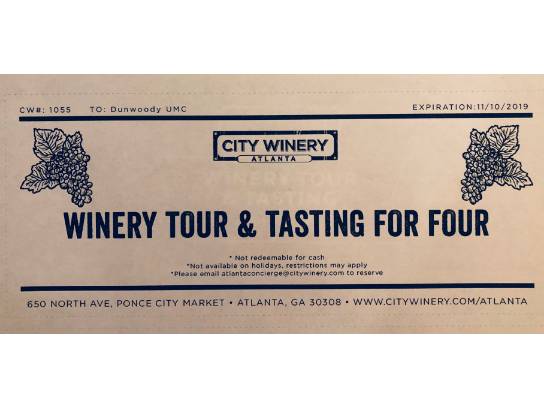 CW#: 1055 TO: Dunwoody UMC EXPIRATION:11/10/2019
CITY WINERY
ATLANTA
WINERY TOUR & TASTING FOR FOUR
* Not redeemable for cash
*Not available on holidays, restrictions may apply
*Please email atlantaconcierge@citywinery.com to reserve
650 NORTH AVE, PONCE CITY MARKET • ATLANTA, GA 30308 • WWW.CITYWINERY.COM/ATLANTA